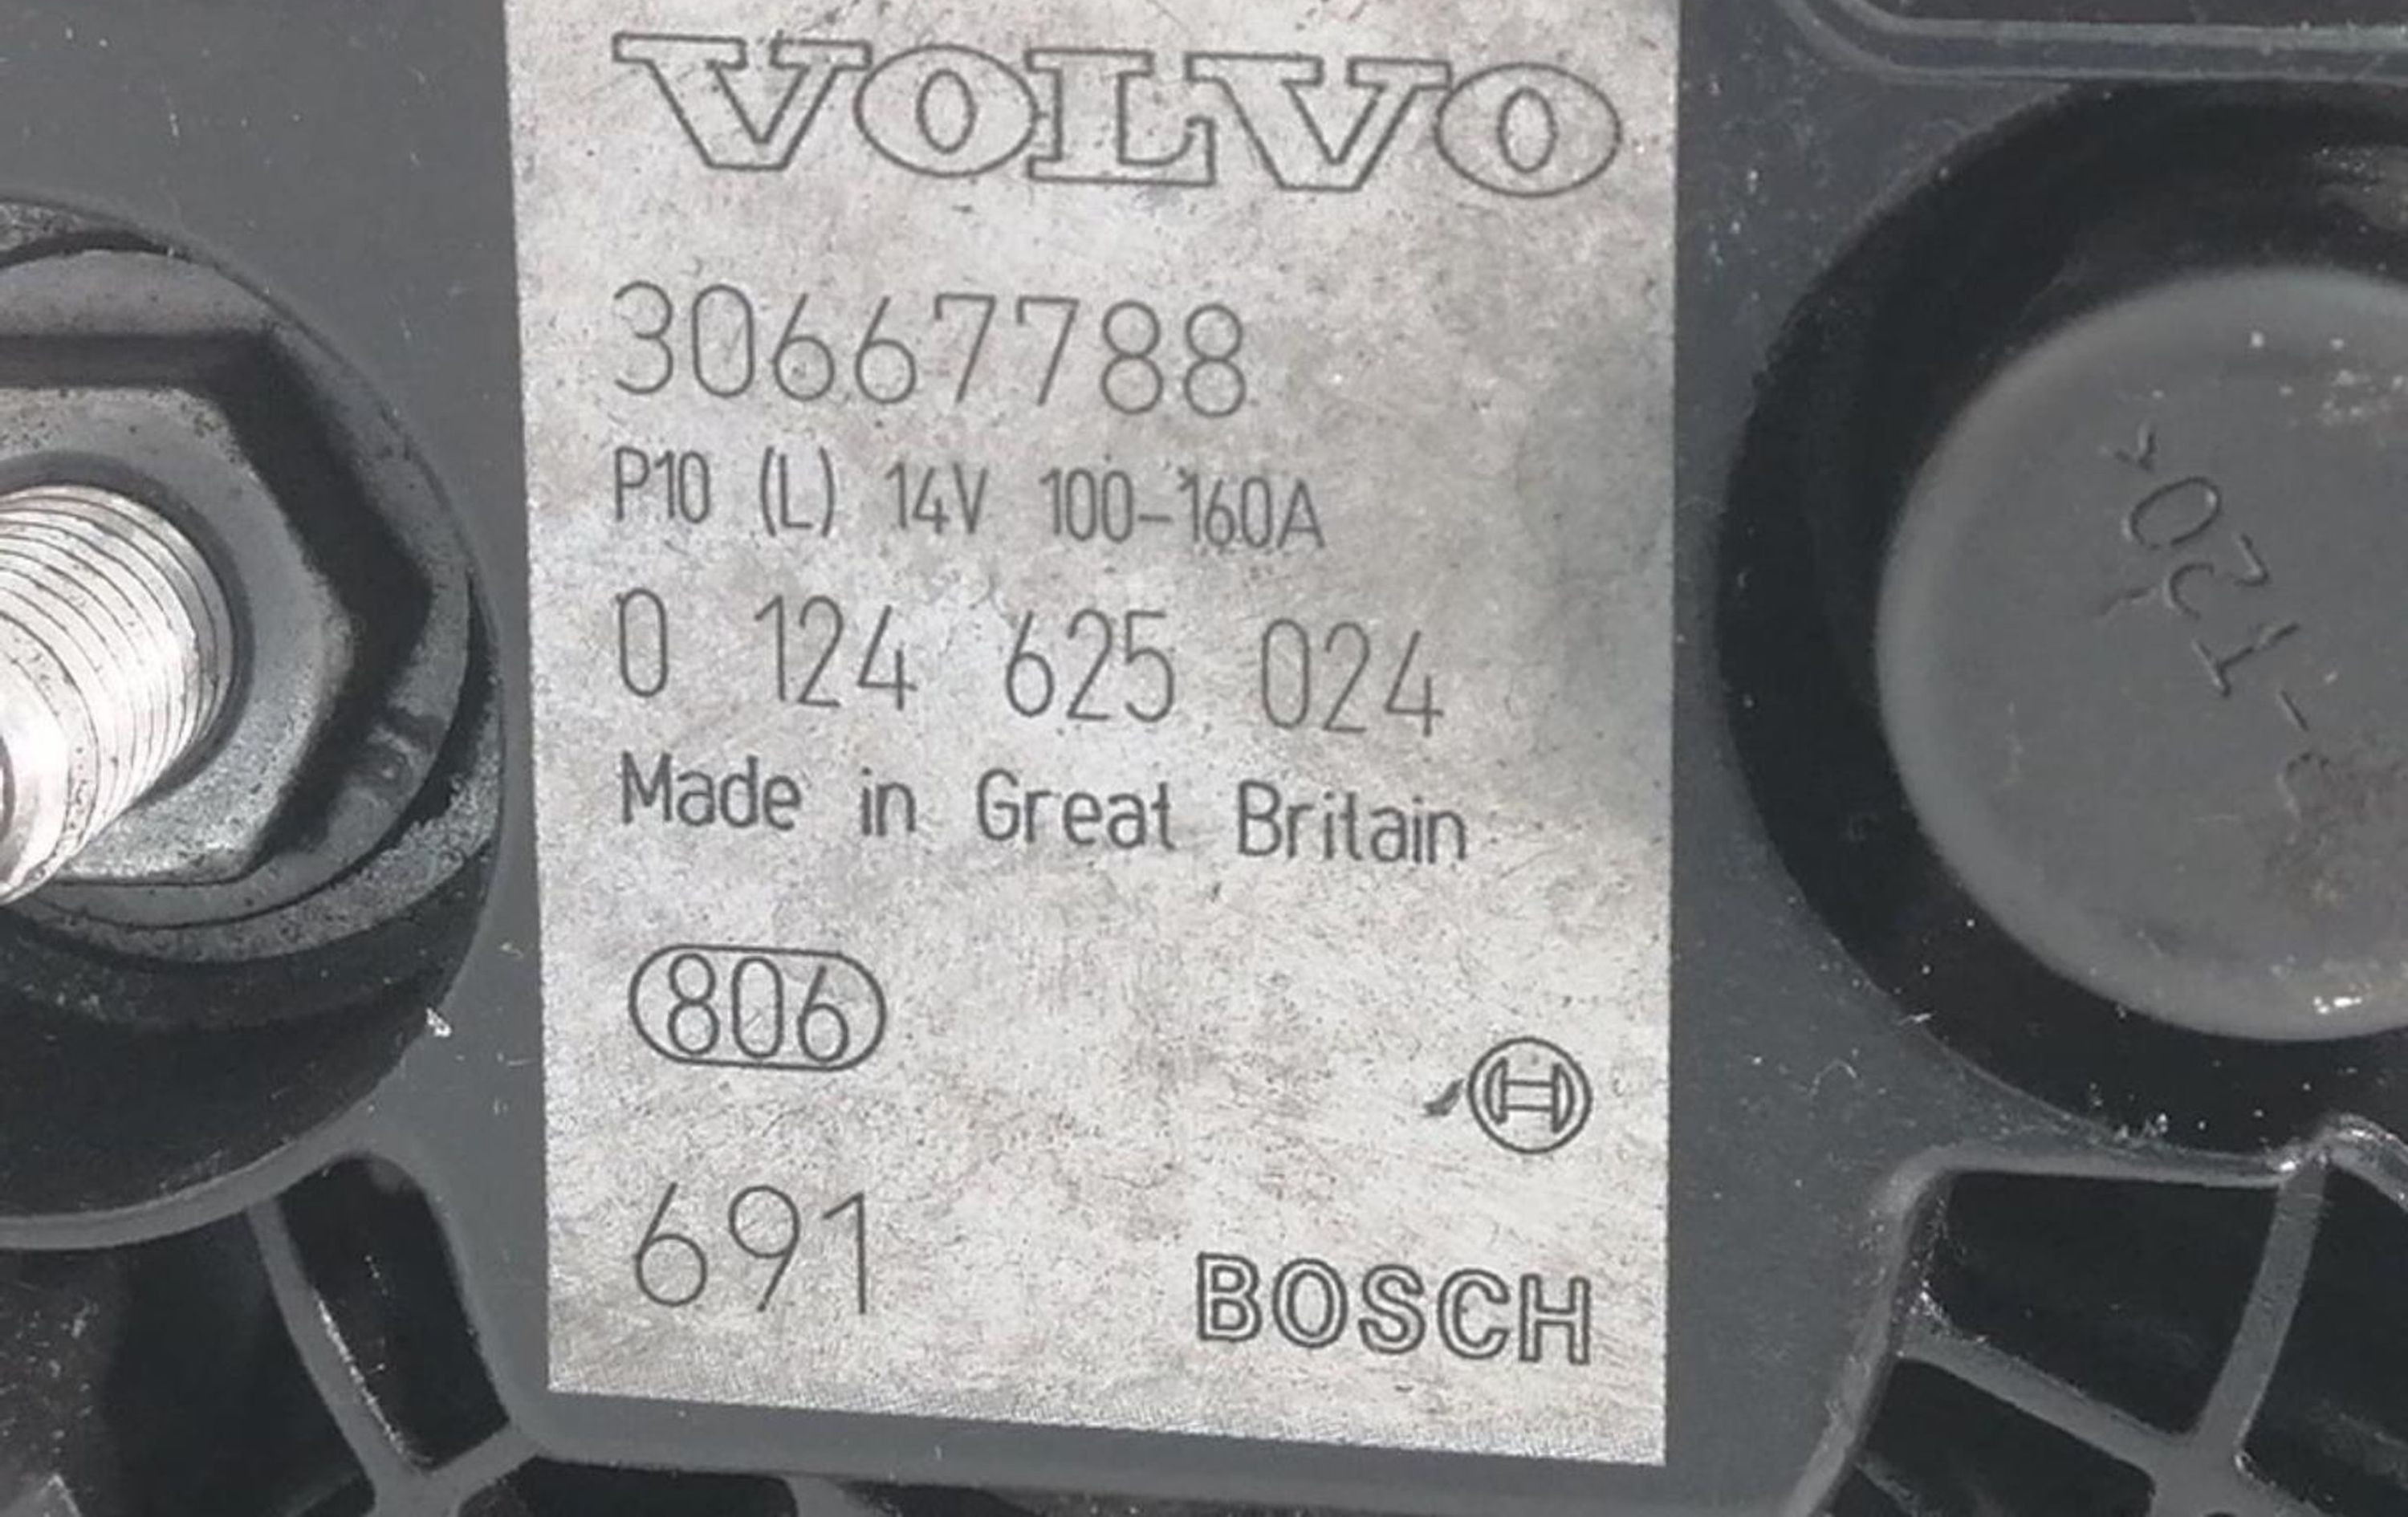 VOLVO
30667788
P10 (L) 14V 100-160A
0 124 625 024
Made in Great Britain
806
691
BOSCH